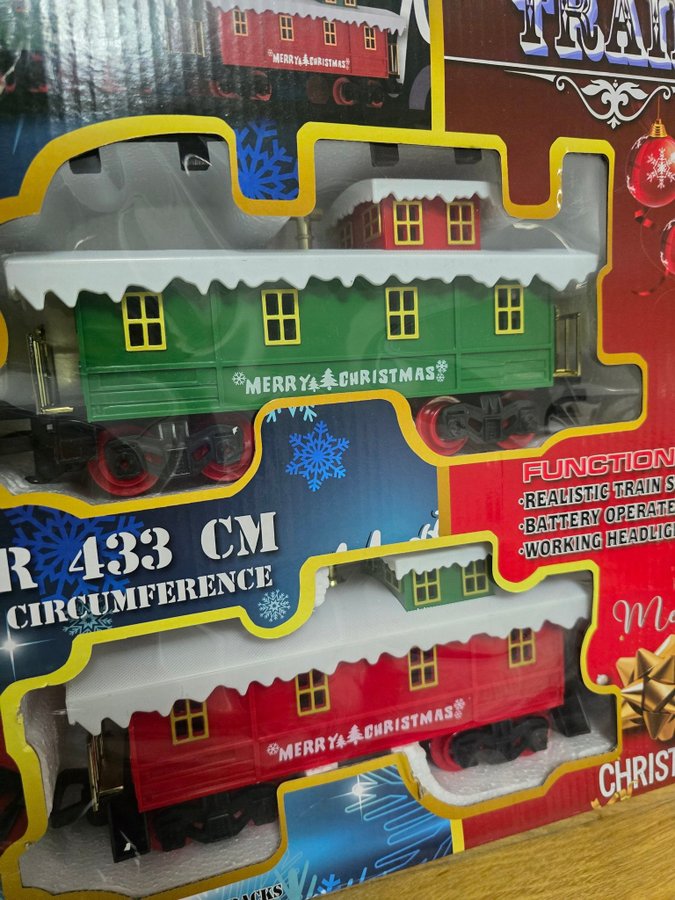 MERRY CHRISTMAS
MERRY CHRISTMAS
R 433 CM
CIRCUMFERENCE
FUNCTION
·REALISTIC TRAIN S
·BATTERY OPERATE
·WORKING HEADLIG
MERRY CHRISTMAS
CHRIST